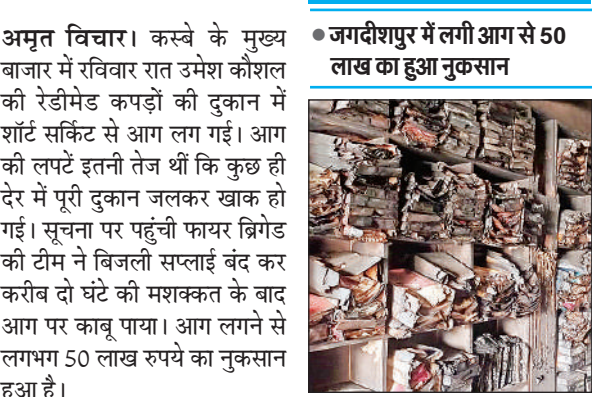 अमृत विचार। कस्बे के मुख्य
बाजार में रविवार रात उमेश कौशल
की रेडीमेड कपड़ों की दुकान में
शॉर्ट सर्किट से आग लग गई। आग
की लपटें इतनी तेज थीं कि कुछ ही
देर में पूरी दुकान जलकर खाक हो
गई। सूचना पर पहुंची फायर ब्रिगेड
की टीम ने बिजली सप्लाई बंद कर
करीब दो घंटे की मशक्कत के बाद
आग पर काबू पाया। आग लगने से
लगभग 50 लाख रुपये का नुकसान
हुआ है।
● जगदीशपुर में लगी आग से 50
लाख का हुआ नुकसान